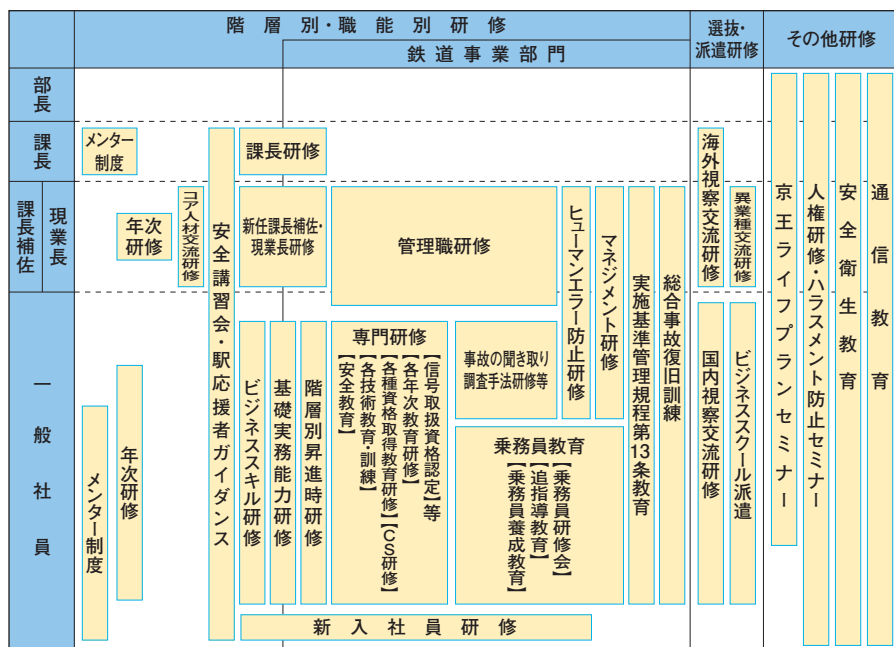 階層別・職能別研修
鉄道事業部門
選抜・
派遣研修
その他研修
部長
課長
課長補佐
現業長
一般社員
メンター
制度
課長研修
年次
研修
コア人材交流研修
安全講習会・駅応援者ガイダンス
新任課長補佐・
現業長研修
管理職研修
ヒューマンエラー防止研修
マネジメント研修
実施基準管理規程第13条教育
総合事故復旧訓練
海外視察交流研修
異業種交流研修
京王ライフプランセミナー
人権研修・ハラスメント防止セミナー
安全衛生教育
通信教育
メンター制度
年次研修
ビジネススキル研修
基礎実務能力研修
階層別昇進時研修
専門研修
【信号取扱資格認定】等
【各年次教育研修】
【各種資格取得教育研修】【CS研修】
【各技術教育・訓練】
【安全教育】
事故の聞き取り
調査手法研修等
乗務員教育
【乗務員研修会】
【追指導教育】
【乗務員養成教育】
国内視察交流研修
ビジネススクール派遣
新入社員研修